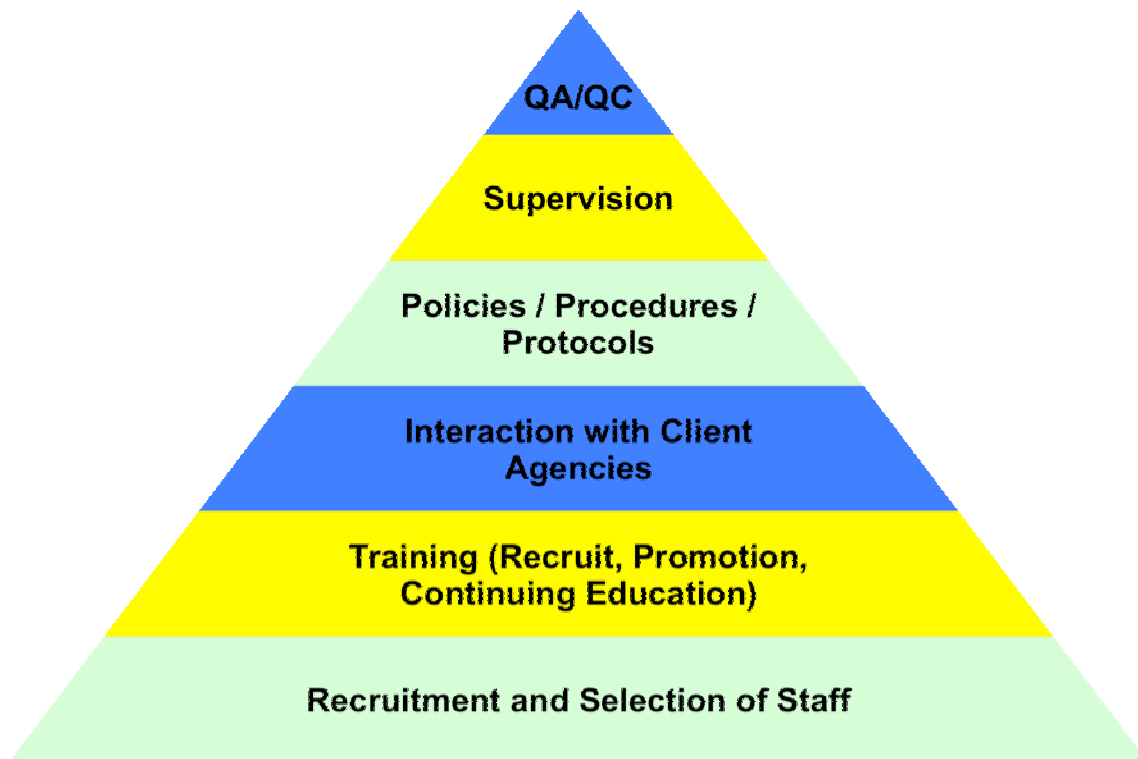 QA/QC
Supervision
Policies / Procedures /
Protocols
Interaction with Client
Agencies
Training (Recruit, Promotion,
Continuing Education)
Recruitment and Selection of Staff